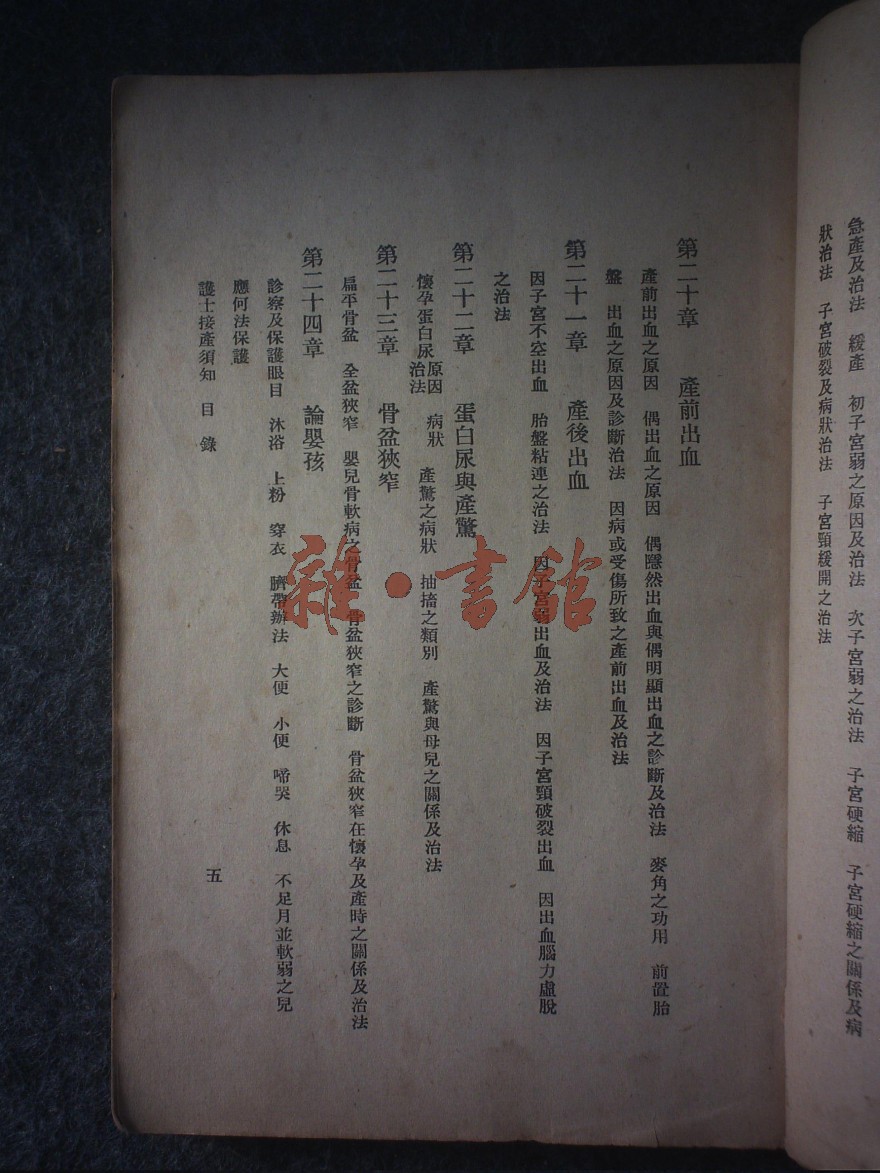 急產及治法　緩產　初子宮弱之原因及治法　次子宮弱之治法　子宮硬縮　子宮硬縮之關係及病
狀治法　子宮破裂及病狀治法　子宮頸緩開之治法
第二十章　產前出血
產前出血之原因　偶出血之原因　偶隱然出血與偶明顯出血之診斷及治法　麥角之功用　前置胎
盤　出血之原因及診斷治法　因病或受傷所致之產前出血及治法
第二十一章　產後出血
因子宮不空出血　胎盤粘連之治法　因子宮弱出血及治法　因子宮頸破裂出血　因出血腦力虛脫
之治法
第二十二章　蛋白尿與產驚
懷孕蛋白尿原因治法　病狀　產驚之病狀　抽搐之類別　產驚與母兒之關係及治法
第二十三章　骨盆狹窄
扁平骨盆　全盆狹窄　嬰兒骨軟病之骨盆　骨盆狹窄之診斷　骨盆狹窄在懷孕及產時之關係及治法
第二十四章　論嬰孩
診察及保護眼目　沐浴　上粉　穿衣　臍帶辦法　大便　小便　啼哭　休息　不足月並軟弱之兒
應何法保護
護士接產須知　目錄
五
雜·書館